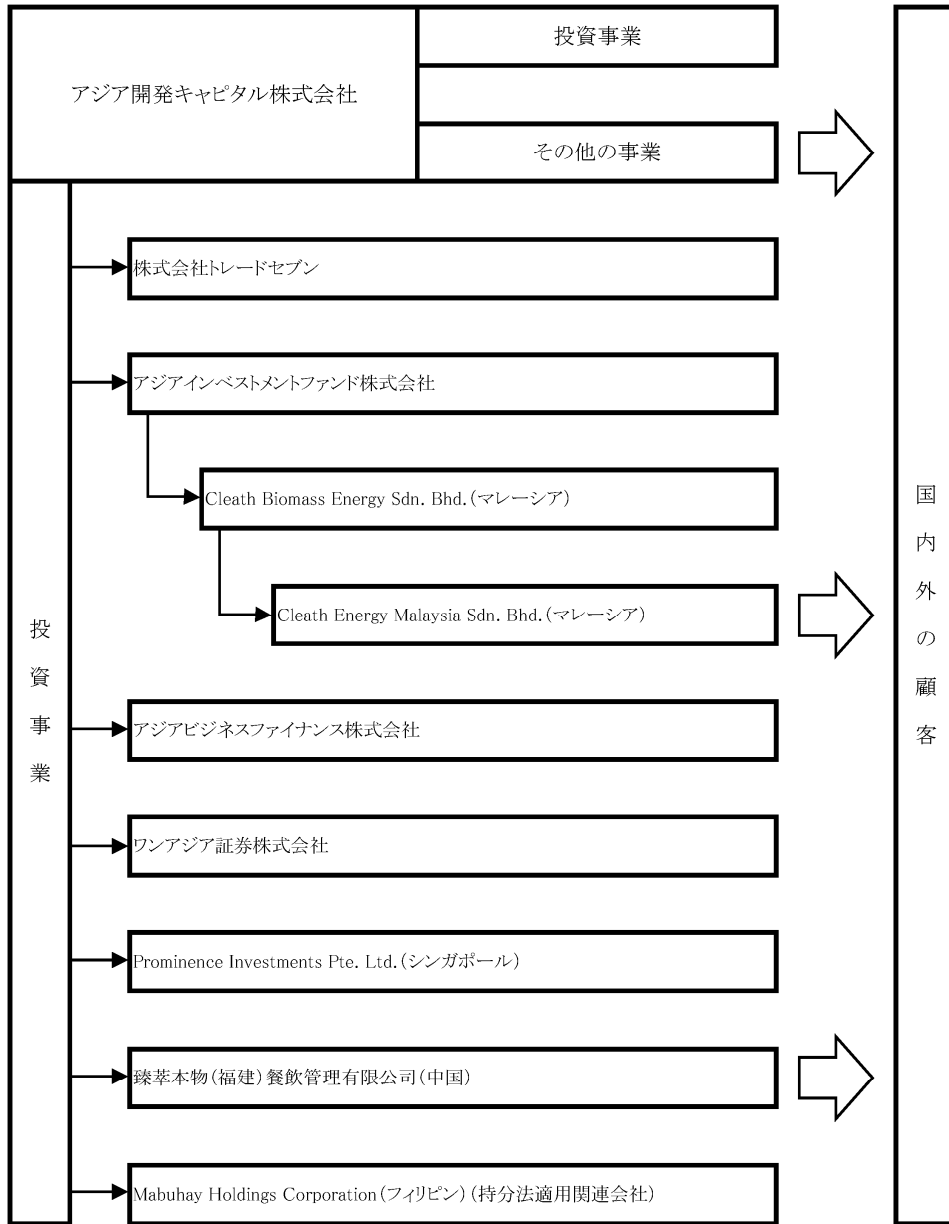 アジア開発キャピタル株式会社
投資事業
その他の事業
株式会社トレードセブン
アジアインベストメントファンド株式会社
Cleath Biomass Energy Sdn. Bhd.(マレーシア)
Cleath Energy Malaysia Sdn. Bhd.(マレーシア)
アジアビジネスファイナンス株式会社
ワンアジア証券株式会社
Prominence Investments Pte. Ltd.(シンガポール)
臻萃本物(福建)餐飲管理有限公司(中国)
Mabuhay Holdings Corporation(フィリピン)(持分法適用関連会社)
投資事業
国内外の顧客